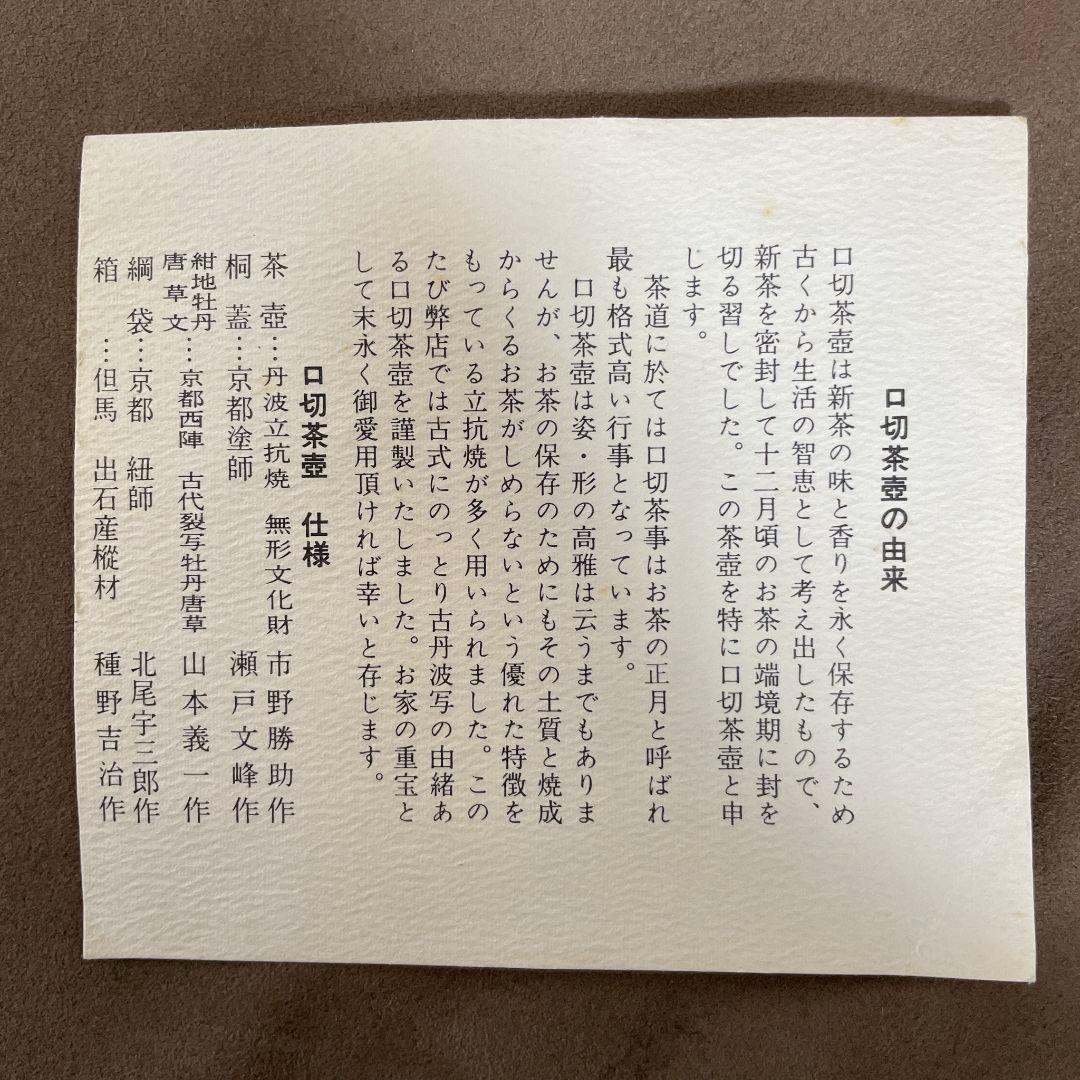 口切茶壺の由来
口切茶壺は新茶の味と香りを永く保存するため
古くから生活の智恵として考え出したもので、
新茶を密封して十二月頃のお茶の端境期に封を
切る習しでした。この茶壺を特に口切茶壺と申
します。
茶道に於ては口切茶事はお茶の正月と呼ばれ
最も格式高い行事となっています。
口切茶壺は姿・形の高雅は云うまでもありま
せんが、お茶の保存のためにもその土質と焼成
からくるお茶がしめらないという優れた特徴を
もっている立抗焼が多く用いられました。この
たび弊店では古式にのっとり古丹波写の由緒あ
る口切茶壺を謹製いたしました。お家の重宝と
して末永く御愛用頂ければ幸いと存じます。
口切茶壺 仕様
茶壺…丹波立抗焼 無形文化財 市野勝助作
桐蓋…京都塗師 瀬戸文峰作
紺地牡丹唐草文…京都西陣 古代裂写牡丹唐草 山本義一作
綱袋…京都 紐師 北尾宇三郎作
箱…但馬 出石産樅材 種野吉治作